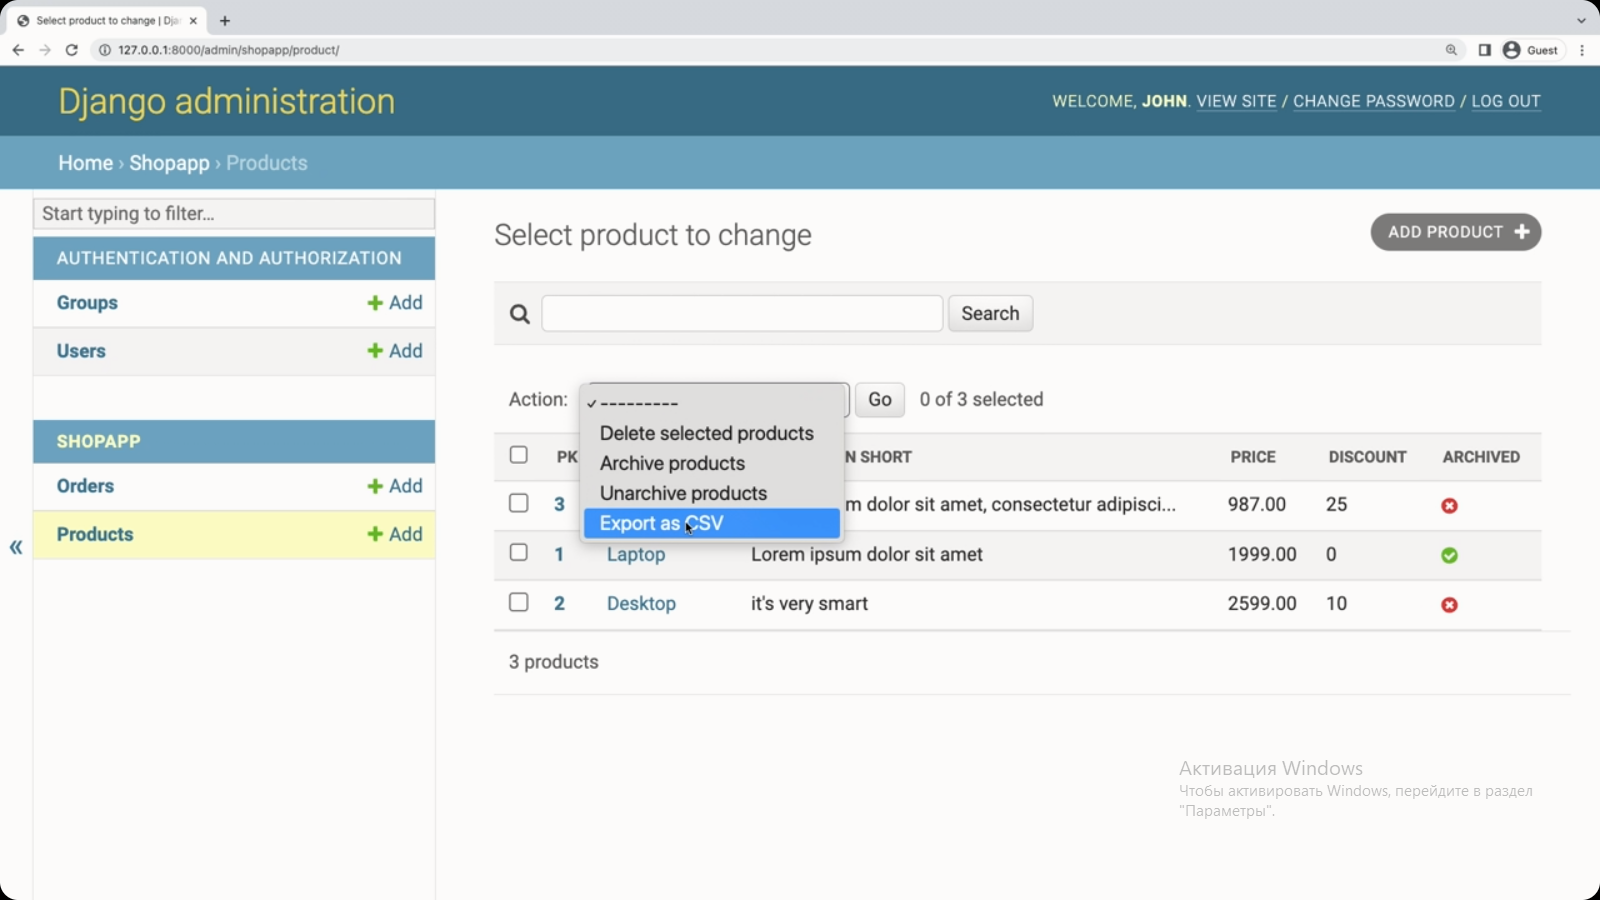 Select product to change | Dja
127.0.0.1:8000/admin/shopapp/product/
Guest
Django administration
WELCOME, JOHN. VIEW SITE / CHANGE PASSWORD / LOG OUT
Home › Shopapp › Products
Start typing to filter...
AUTHENTICATION AND AUTHORIZATION
Groups + Add
Users + Add
SHOPAPP
Orders + Add
Products + Add
«
Select product to change
ADD PRODUCT +
Search
Action:
Go
0 of 3 selected
✓ ---------
Delete selected products
Archive products
Unarchive products
Export as CSV
PK N SHORT PRICE DISCOUNT ARCHIVED
3 m dolor sit amet, consectetur adipisci... 987.00 25
1 Laptop Lorem ipsum dolor sit amet 1999.00 0
2 Desktop it's very smart 2599.00 10
3 products
Активация Windows
Чтобы активировать Windows, перейдите в раздел
"Параметры".